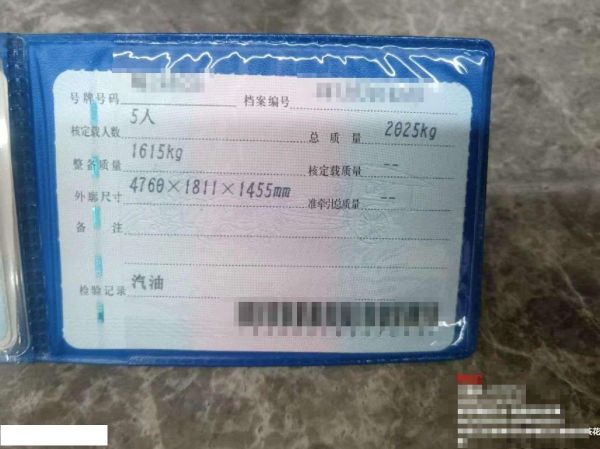 号牌号码 档案编号
核定载人数 5人 总质量 2025kg
整备质量 1615kg 核定载质量 --
外廓尺寸 4760×1811×1455mm 准牵引总质量 --
备注
检验记录 汽油